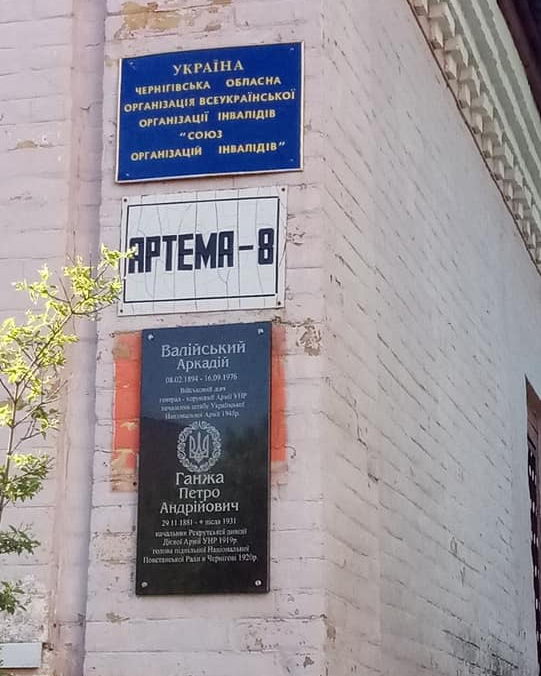 УКРАЇНА
ЧЕРНІГІВСЬКА ОБЛАСНА
ОРГАНІЗАЦІЯ ВСЕУКРАЇНСЬКОЇ
ОРГАНІЗАЦІЇ ІНВАЛІДІВ
"СОЮЗ
ОРГАНІЗАЦІЙ ІНВАЛІДІВ"
АРТЕМА-8
Валійський
Аркадій
08.02.1894 - 16.09.1976
Військовий діяч
генерал - хорунжий Армії УНР
начальник штабу Української
Національної Армії 1945р.
Ганжа
Петро
Андрійович
29.11 1881 - + після 1931
начальник Рекрутської дивізії
Дієвої Армії УНР 1919р.
голова підпільної Національної
Повстанської Ради в Чернігові 1920р.